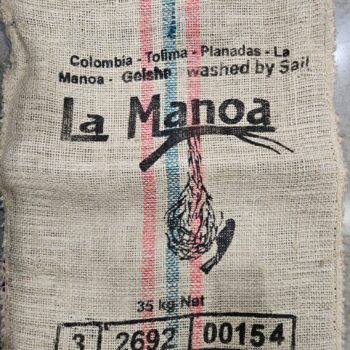 Colombia - Tolima - Planadas - La
Manoa - Geisha washed by Sail
La Manoa
35 kg Net
3 2692 00154